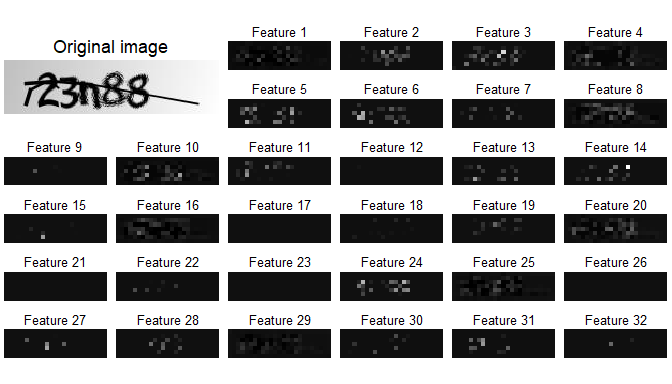 Original image
Feature 1
Feature 2
Feature 3
Feature 4
723n88
Feature 5
Feature 6
Feature 7
Feature 8
Feature 9
Feature 10
Feature 11
Feature 12
Feature 13
Feature 14
Feature 15
Feature 16
Feature 17
Feature 18
Feature 19
Feature 20
Feature 21
Feature 22
Feature 23
Feature 24
Feature 25
Feature 26
Feature 27
Feature 28
Feature 29
Feature 30
Feature 31
Feature 32